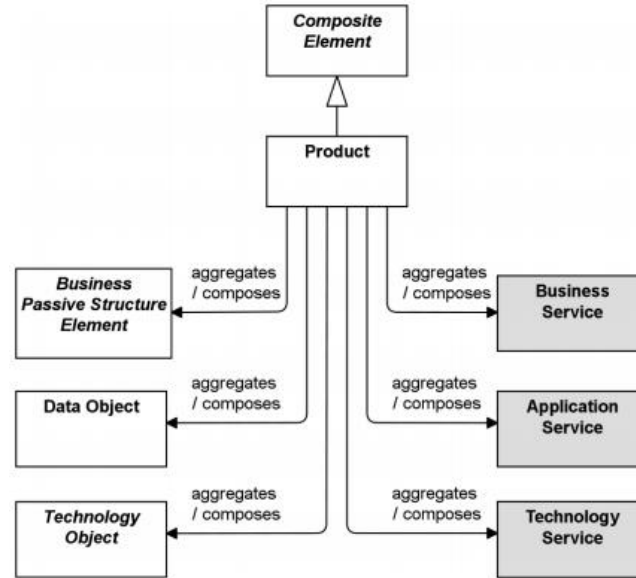 Composite
Element
Product
aggregates
/ composes
aggregates
/ composes
Business
Passive Structure
Element
Business
Service
aggregates
/ composes
aggregates
/ composes
Data Object
Application
Service
aggregates
/ composes
aggregates
/ composes
Technology
Object
Technology
Service